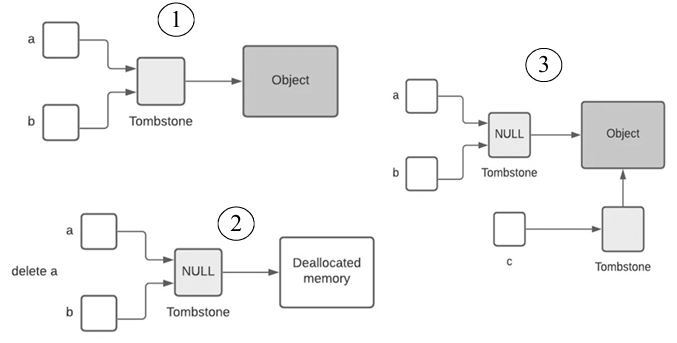 1
a
Object
b
Tombstone
2
a
delete a
NULL
Deallocated
memory
b
Tombstone
3
a
NULL
Object
b
Tombstone
c
Tombstone